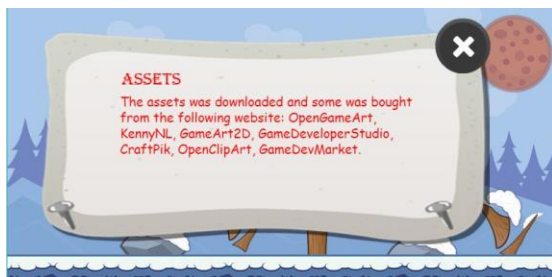 ASSETS
The assets was downloaded and some was bought
from the following website: OpenGameArt,
KennyNL, GameArt2D, GameDeveloperStudio,
CraftPik, OpenClipArt, GameDevMarket.